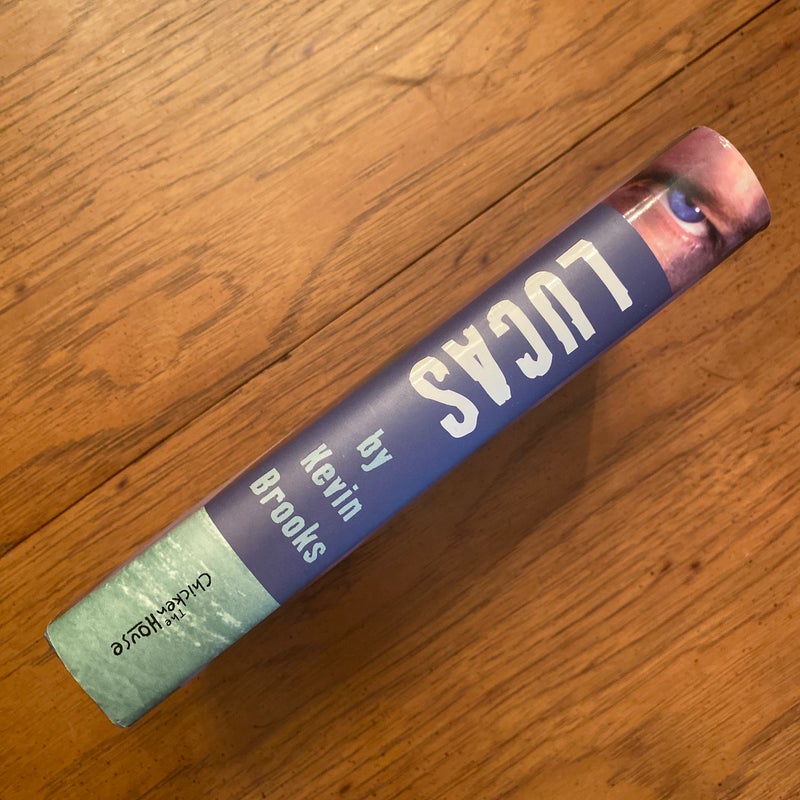 LUCAS
by
Kevin
Brooks
The
Chicken
House